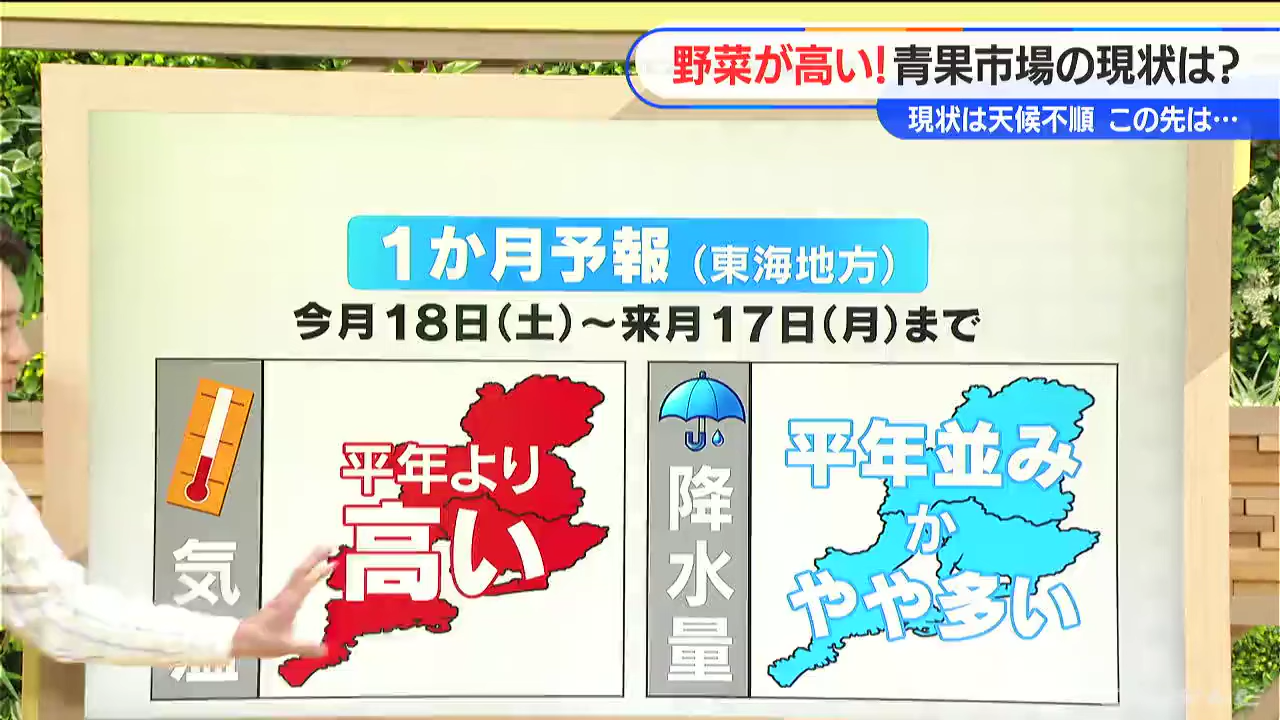 野菜が高い!青果市場の現状は?
現状は天候不順 この先は…
1か月予報(東海地方)
今月18日(土)~来月17日(月)まで
気温
平年より
高い
降水量
平年並み
か
やや多い